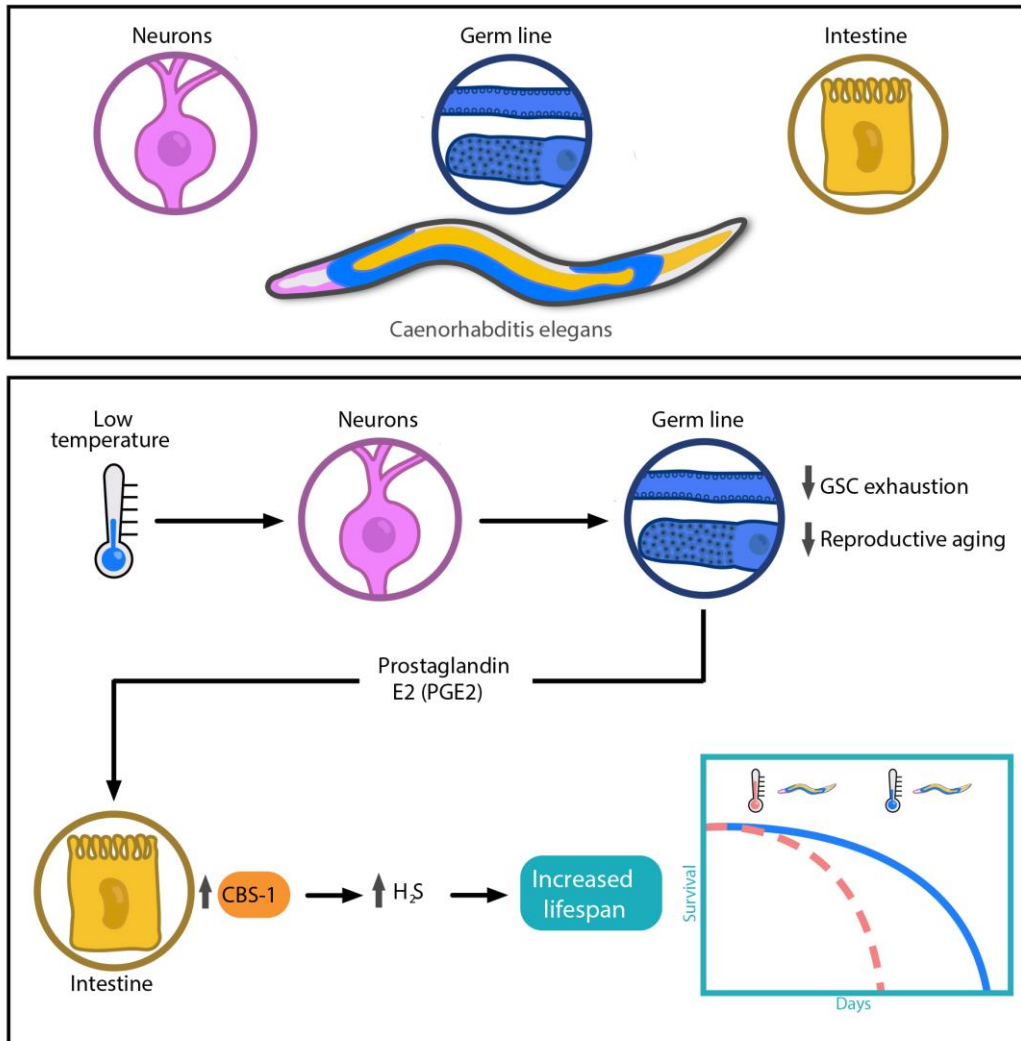 Neurons
Germ line
Intestine
Caenorhabditis elegans
Low
temperature
Neurons
Germ line
GSC exhaustion
Reproductive aging
Prostaglandin
E2 (PGE2)
Intestine
CBS-1
H₂S
Increased
lifespan
Survival
Days